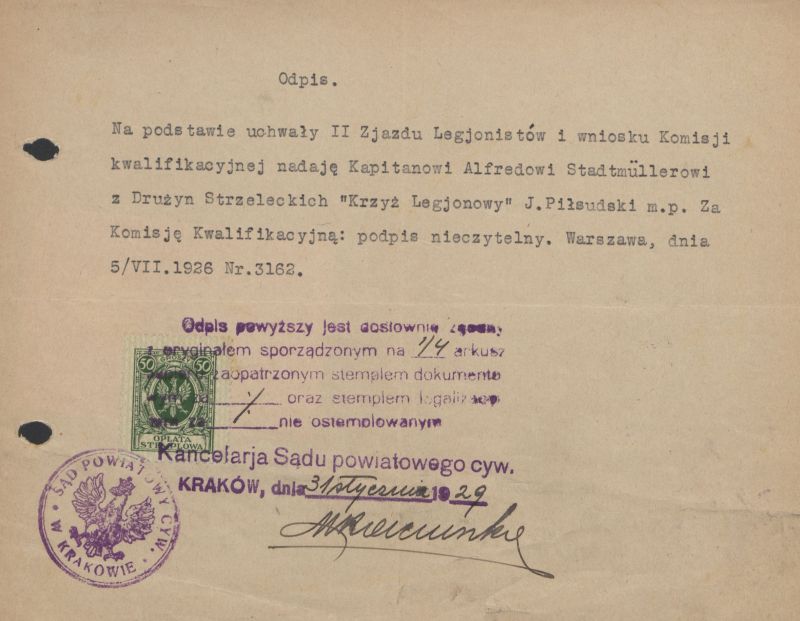 Odpis.
Na podstawie uchwały II Zjazdu Legjonistów i wniosku Komisji
kwalifikacyjnej nadaję Kapitanowi Alfredowi Stadtmüllerowi
z Drużyn Strzeleckich "Krzyż Legjonowy" J.Piłsudski m.p. Za
Komisję Kwalifikacyjną: podpis nieczytelny. Warszawa, dnia
5/VII.1926 Nr.3162.
Odpis powyższy jest dosłownie zgodny
z oryginałem sporządzonym na 1/4 arkusz
zaopatrzonym stemplem dokumento
oraz stemplem legalizacyj
nie ostemplowanym
50 50
OPŁATA
STEMPLOWA
Kancelarja Sądu powiatowego cyw.
KRAKÓW, dnia 31 stycznia 1929
SĄD POWIATOWY CYW.
W KRAKOWIE